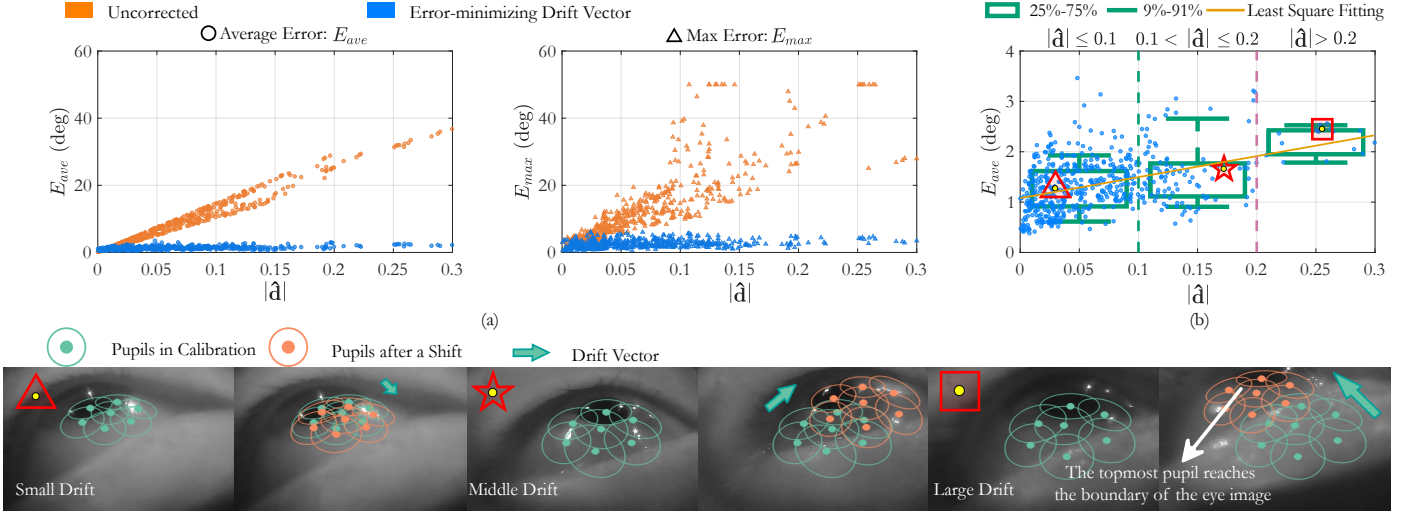 Uncorrected
Error-minimizing Drift Vector
Average Error: E_ave
Max Error: E_max
60
40
20
0
E_ave (deg)
0 0.05 0.1 0.15 0.2 0.25 0.3
|â|
60
40
20
0
E_max (deg)
0 0.05 0.1 0.15 0.2 0.25 0.3
|â|
(a)
25%-75% 9%-91% Least Square Fitting
|â| ≤ 0.1 0.1 < |â| ≤ 0.2 |â| > 0.2
4
3
2
1
0
E_ave (deg)
0 0.05 0.1 0.15 0.2 0.25 0.3
|â|
(b)
Pupils in Calibration
Pupils after a Shift
Drift Vector
Small Drift
Middle Drift
Large Drift
The topmost pupil reaches
the boundary of the eye image